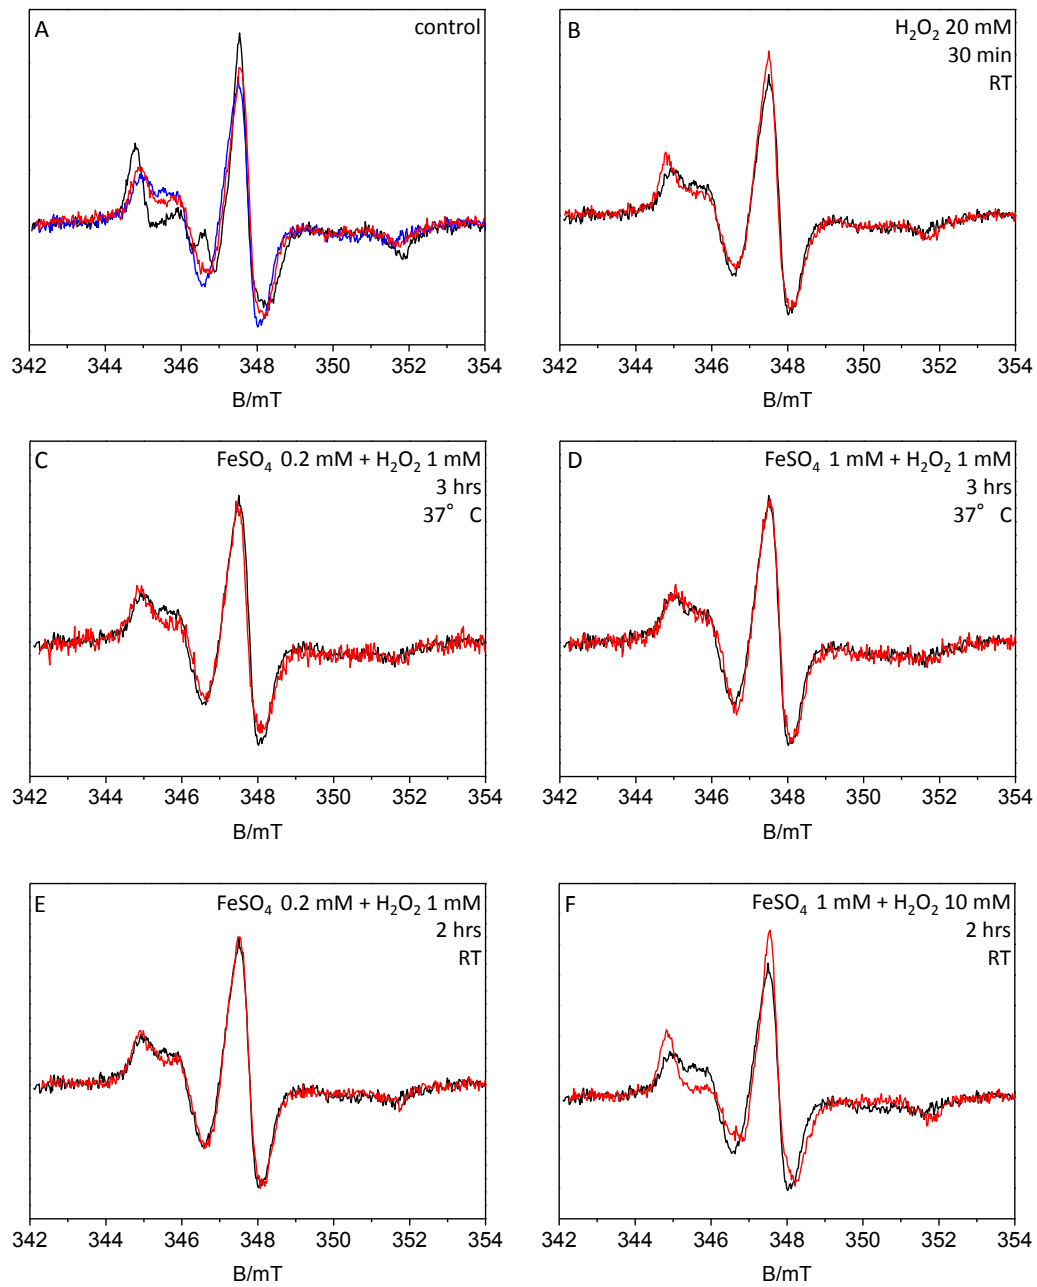 A
control
342 344 346 348 350 352 354
B/mT
B
H₂O₂ 20 mM
30 min
RT
342 344 346 348 350 352 354
B/mT
C
FeSO₄ 0.2 mM + H₂O₂ 1 mM
3 hrs
37° C
342 344 346 348 350 352 354
B/mT
D
FeSO₄ 1 mM + H₂O₂ 1 mM
3 hrs
37° C
342 344 346 348 350 352 354
B/mT
E
FeSO₄ 0.2 mM + H₂O₂ 1 mM
2 hrs
RT
342 344 346 348 350 352 354
B/mT
F
FeSO₄ 1 mM + H₂O₂ 10 mM
2 hrs
RT
342 344 346 348 350 352 354
B/mT